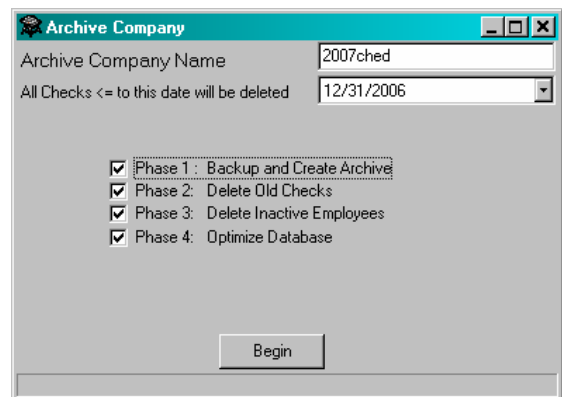 Archive Company
Archive Company Name 2007ched
All Checks <= to this date will be deleted 12/31/2006
Phase 1 : Backup and Create Archive
Phase 2: Delete Old Checks
Phase 3: Delete Inactive Employees
Phase 4: Optimize Database
Begin